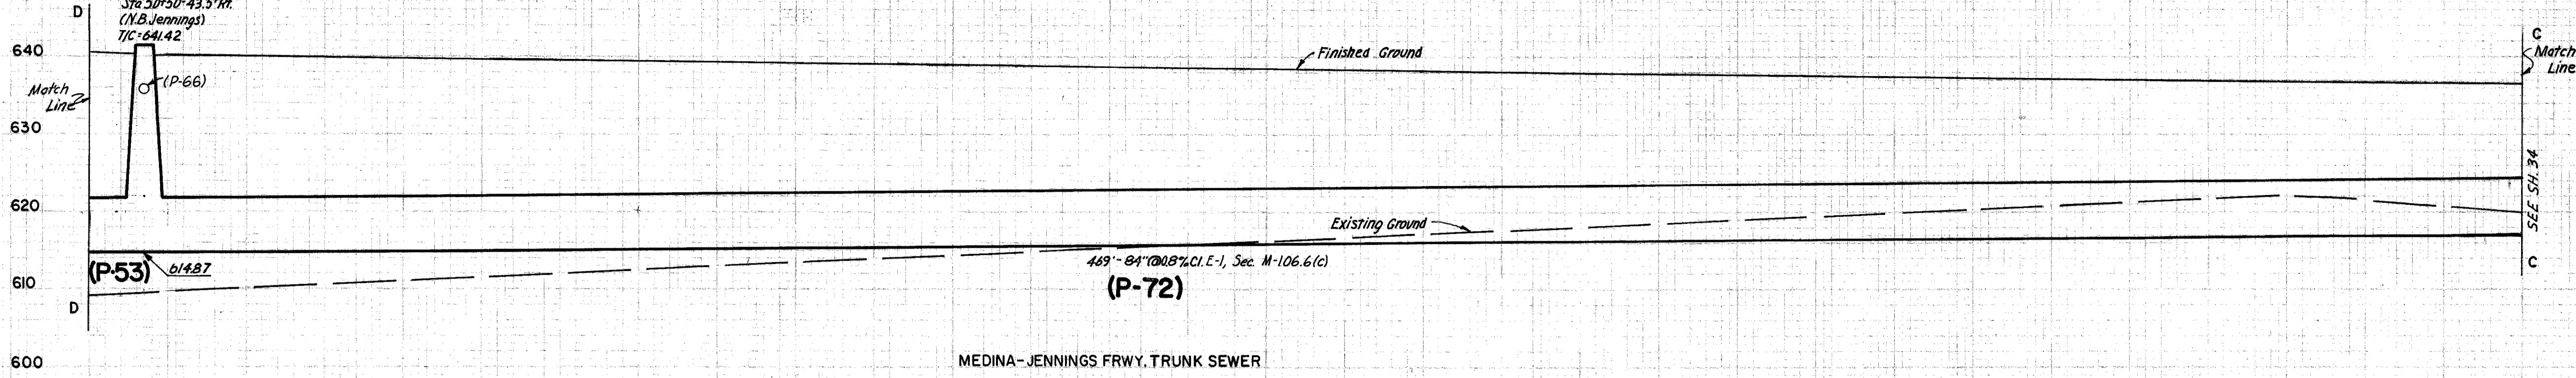 D
Sta 50+50-43.5' Rt.
(N.B. Jennings)
T/C=641.42
640
Finished Ground
C
Match
Line
(P-66)
Match
Line
630
SEE SH. 34
620
Existing Ground
(P-53)
614.87
469'-84"@0.8% Cl. E-1, Sec. M-106.6(c)
C
610
(P-72)
D
600
MEDINA-JENNINGS FRWY. TRUNK SEWER